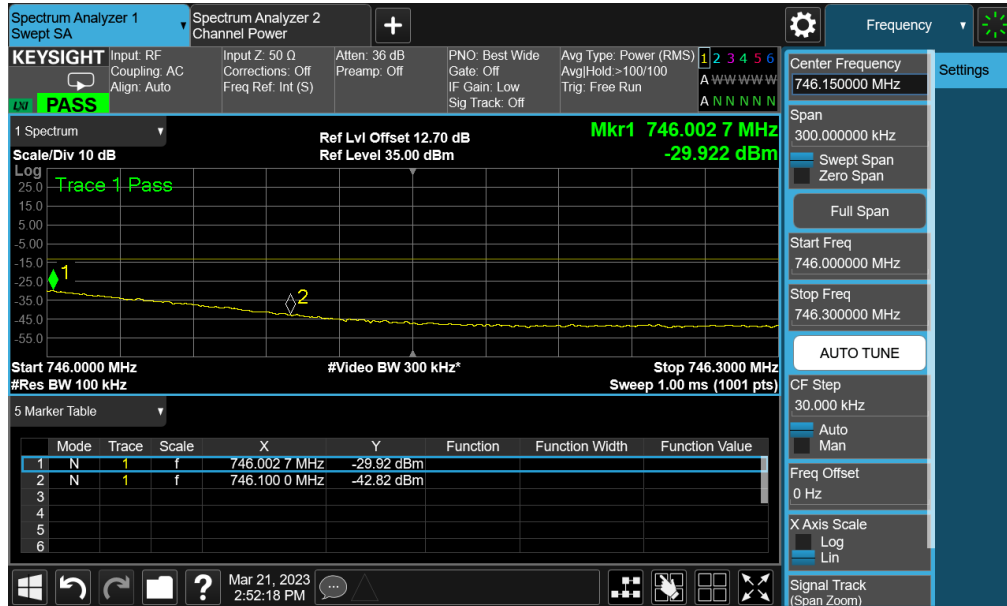 Spectrum Analyzer 1
Swept SA
Spectrum Analyzer 2
Channel Power
+
Frequency
KEYSIGHT
LXI
PASS
Input: RF
Coupling: AC
Align: Auto
Input Z: 50 Ω
Corrections: Off
Freq Ref: Int (S)
Atten: 36 dB
Preamp: Off
PNO: Best Wide
Gate: Off
IF Gain: Low
Sig Track: Off
Avg Type: Power (RMS)
Avg|Hold:>100/100
Trig: Free Run
1 2 3 4 5 6
A W W W W W
A N N N N N
1 Spectrum
Scale/Div 10 dB
Ref Lvl Offset 12.70 dB
Ref Level 35.00 dBm
Mkr1 746.002 7 MHz
-29.922 dBm
Log
Trace 1 Pass
25.0
15.0
5.00
-5.00
-15.0
-25.0
-35.0
-45.0
-55.0
1
2
Start 746.0000 MHz
#Video BW 300 kHz*
Stop 746.3000 MHz
#Res BW 100 kHz
Sweep 1.00 ms (1001 pts)
5 Marker Table
Mode Trace Scale X Y Function Function Width Function Value
1 N 1 f 746.002 7 MHz -29.92 dBm
2 N 1 f 746.100 0 MHz -42.82 dBm
3
4
5
6
Center Frequency
746.150000 MHz
Span
300.000000 kHz
Swept Span
Zero Span
Full Span
Start Freq
746.000000 MHz
Stop Freq
746.300000 MHz
AUTO TUNE
CF Step
30.000 kHz
Auto
Man
Freq Offset
0 Hz
X Axis Scale
Log
Lin
Signal Track
(Span Zoom)
Settings
?
Mar 21, 2023
2:52:18 PM